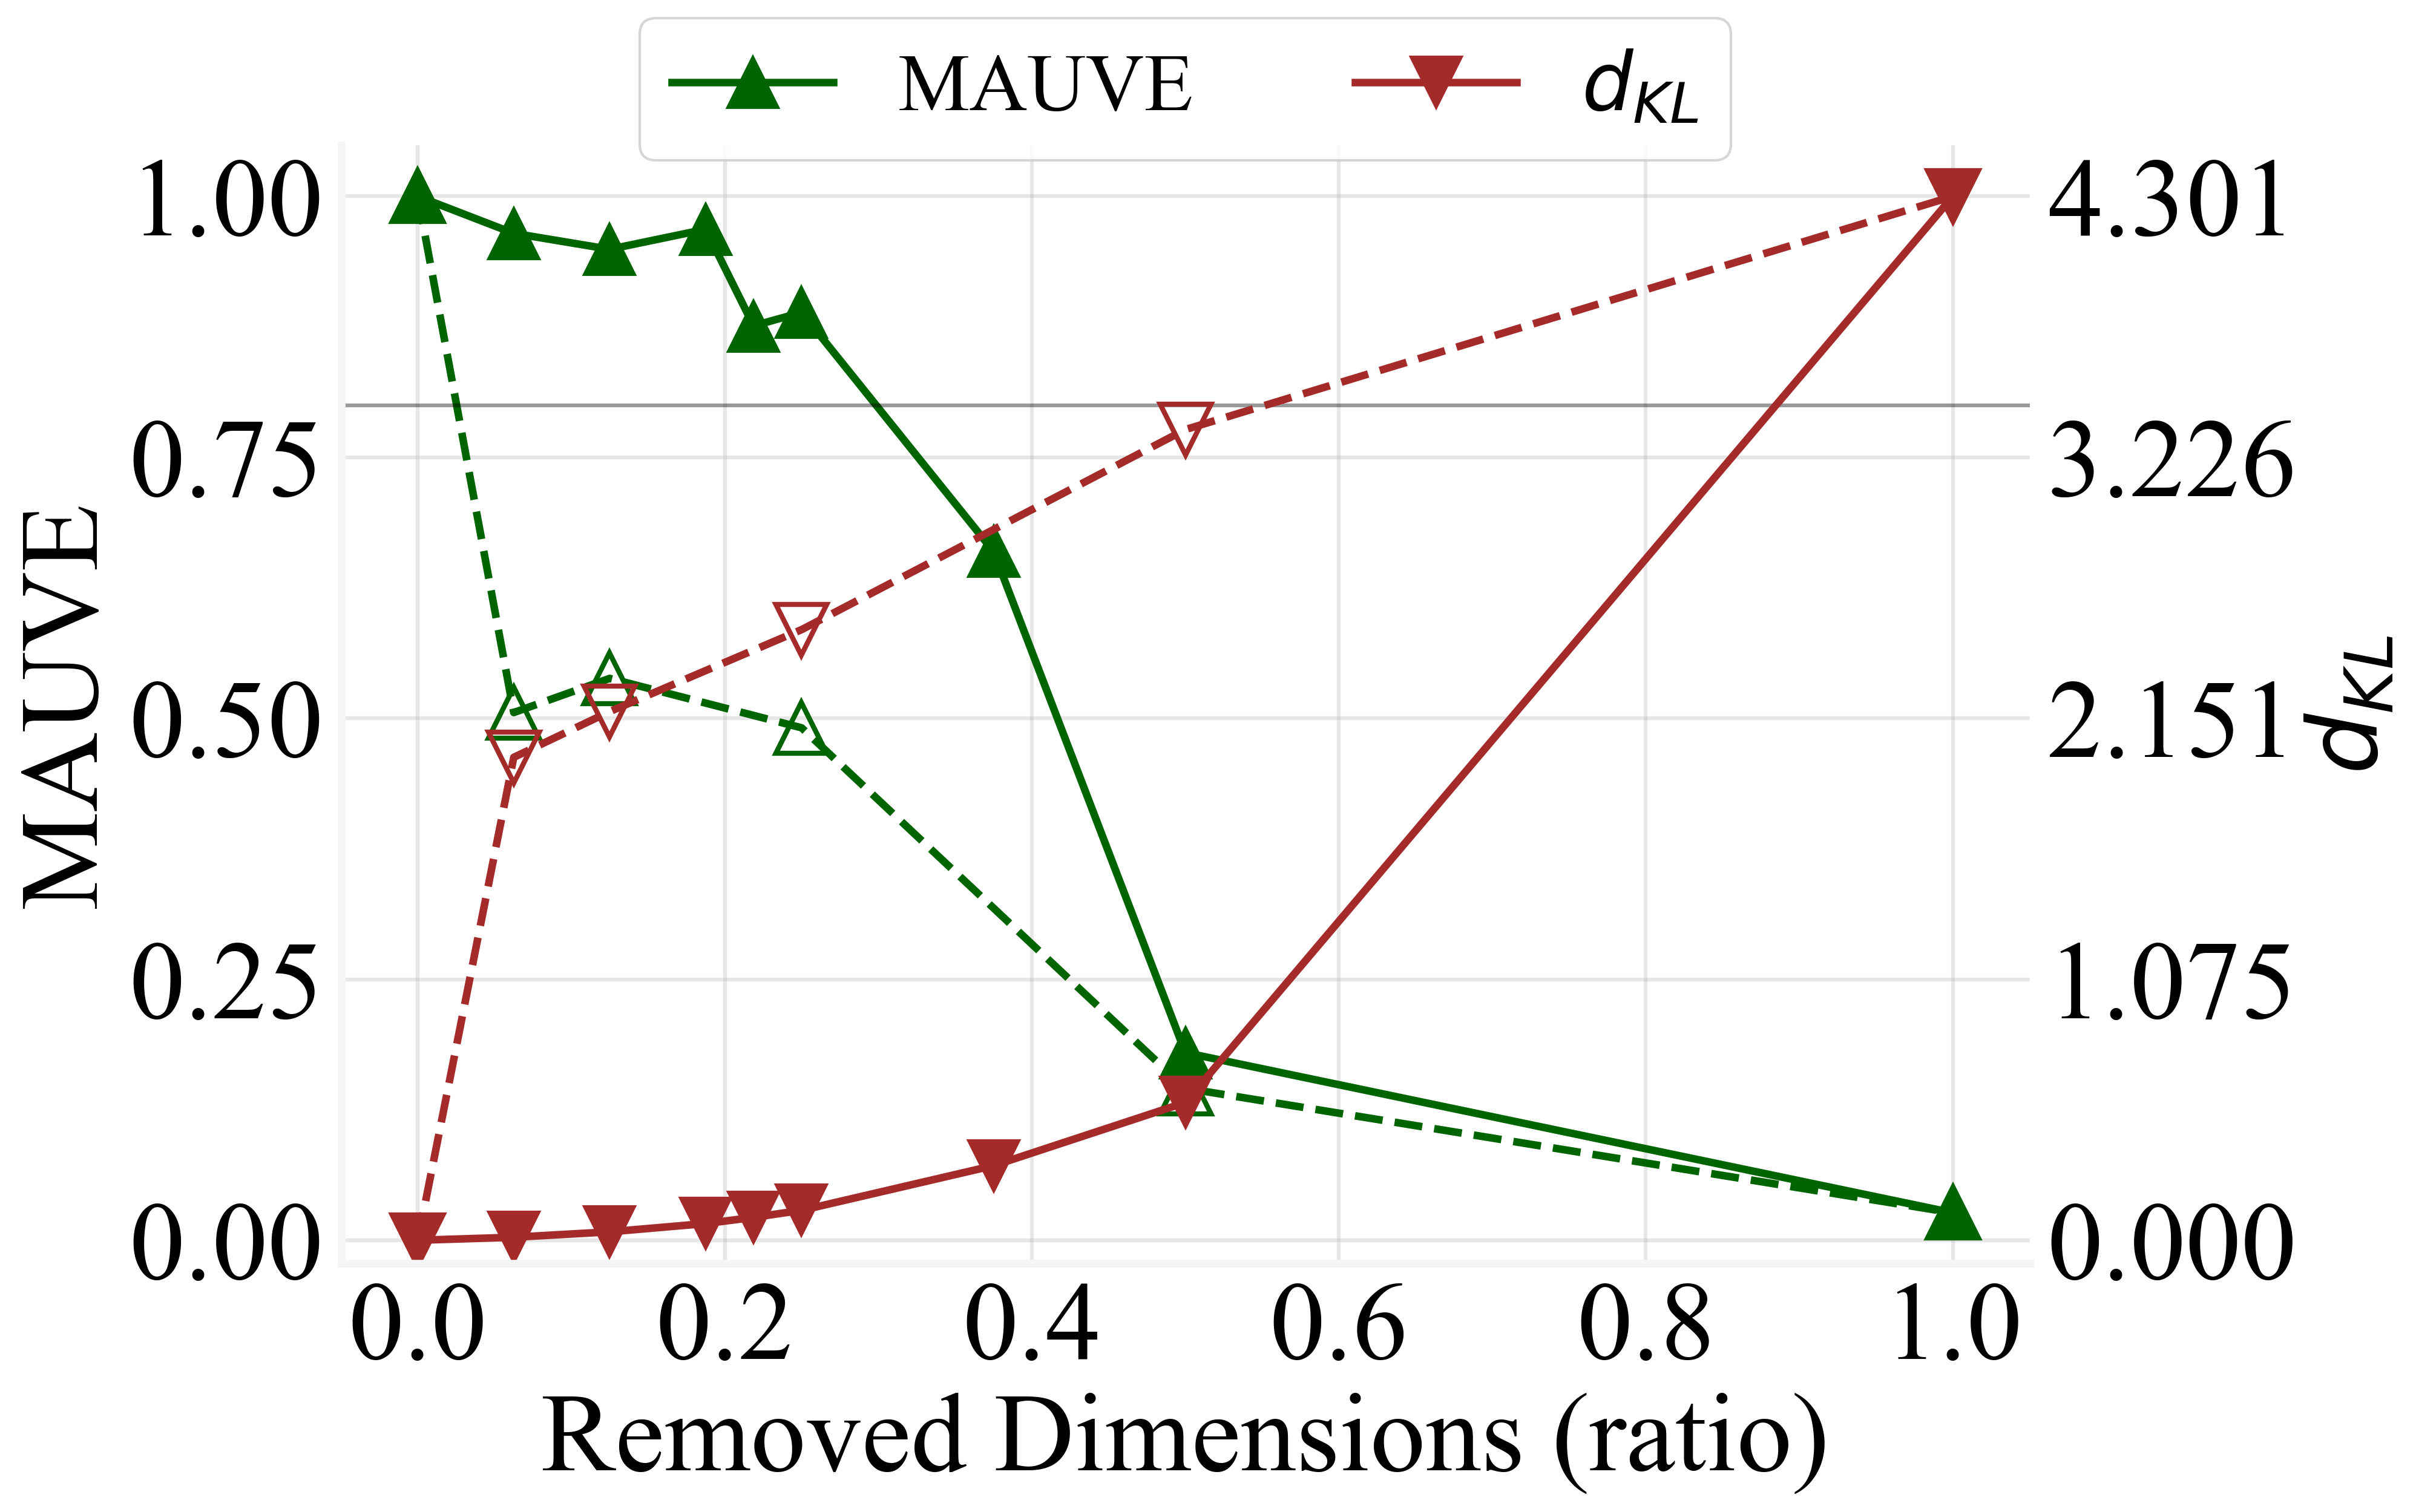 MAUVE d_KL
1.00
0.75
0.50
0.25
0.00
MAUVE
4.301
3.226
2.151
1.075
0.000
d_KL
0.0 0.2 0.4 0.6 0.8 1.0
Removed Dimensions (ratio)